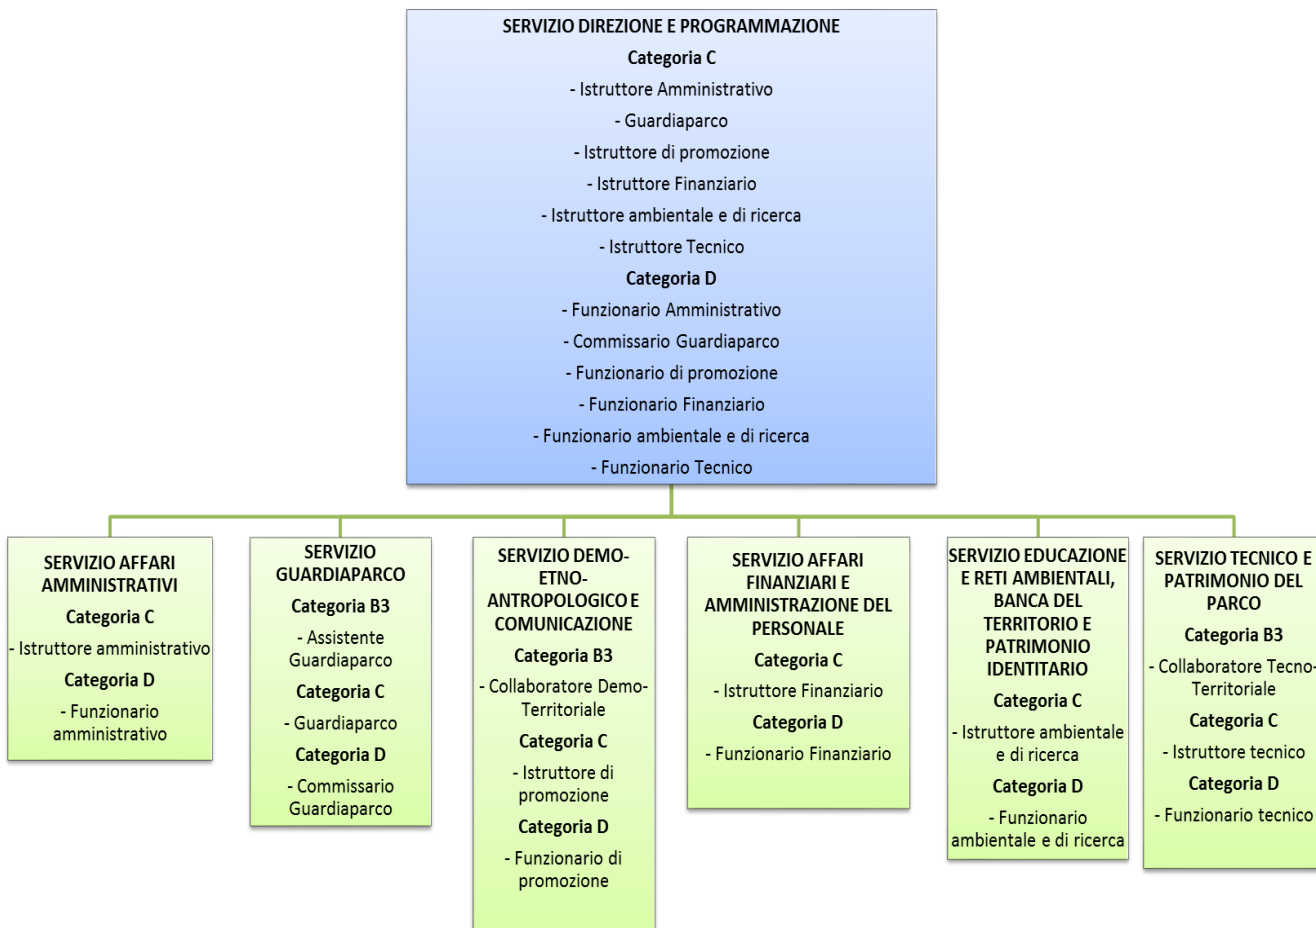 SERVIZIO DIREZIONE E PROGRAMMAZIONE
Categoria C
- Istruttore Amministrativo
- Guardiaparco
- Istruttore di promozione
- Istruttore Finanziario
- Istruttore ambientale e di ricerca
- Istruttore Tecnico
Categoria D
- Funzionario Amministrativo
- Commissario Guardiaparco
- Funzionario di promozione
- Funzionario Finanziario
- Funzionario ambientale e di ricerca
- Funzionario Tecnico
SERVIZIO AFFARI
AMMINISTRATIVI
Categoria C
- Istruttore amministrativo
Categoria D
- Funzionario
amministrativo
SERVIZIO
GUARDIAPARCO
Categoria B3
- Assistente
Guardiaparco
Categoria C
- Guardiaparco
Categoria D
- Commissario
Guardiaparco
SERVIZIO DEMO-
ETNO-
ANTROPOLOGICO E
COMUNICAZIONE
Categoria B3
- Collaboratore Demo-
Territoriale
Categoria C
- Istruttore di
promozione
Categoria D
- Funzionario di
promozione
SERVIZIO AFFARI
FINANZIARI E
AMMINISTRAZIONE DEL
PERSONALE
Categoria C
- Istruttore Finanziario
Categoria D
- Funzionario Finanziario
SERVIZIO EDUCAZIONE
E RETI AMBIENTALI,
BANCA DEL
TERRITORIO E
PATRIMONIO
IDENTITARIO
Categoria C
- Istruttore ambientale
e di ricerca
Categoria D
- Funzionario
ambientale e di ricerca
SERVIZIO TECNICO E
PATRIMONIO DEL
PARCO
Categoria B3
- Collaboratore Tecno-
Territoriale
Categoria C
- Istruttore tecnico
Categoria D
- Funzionario tecnico